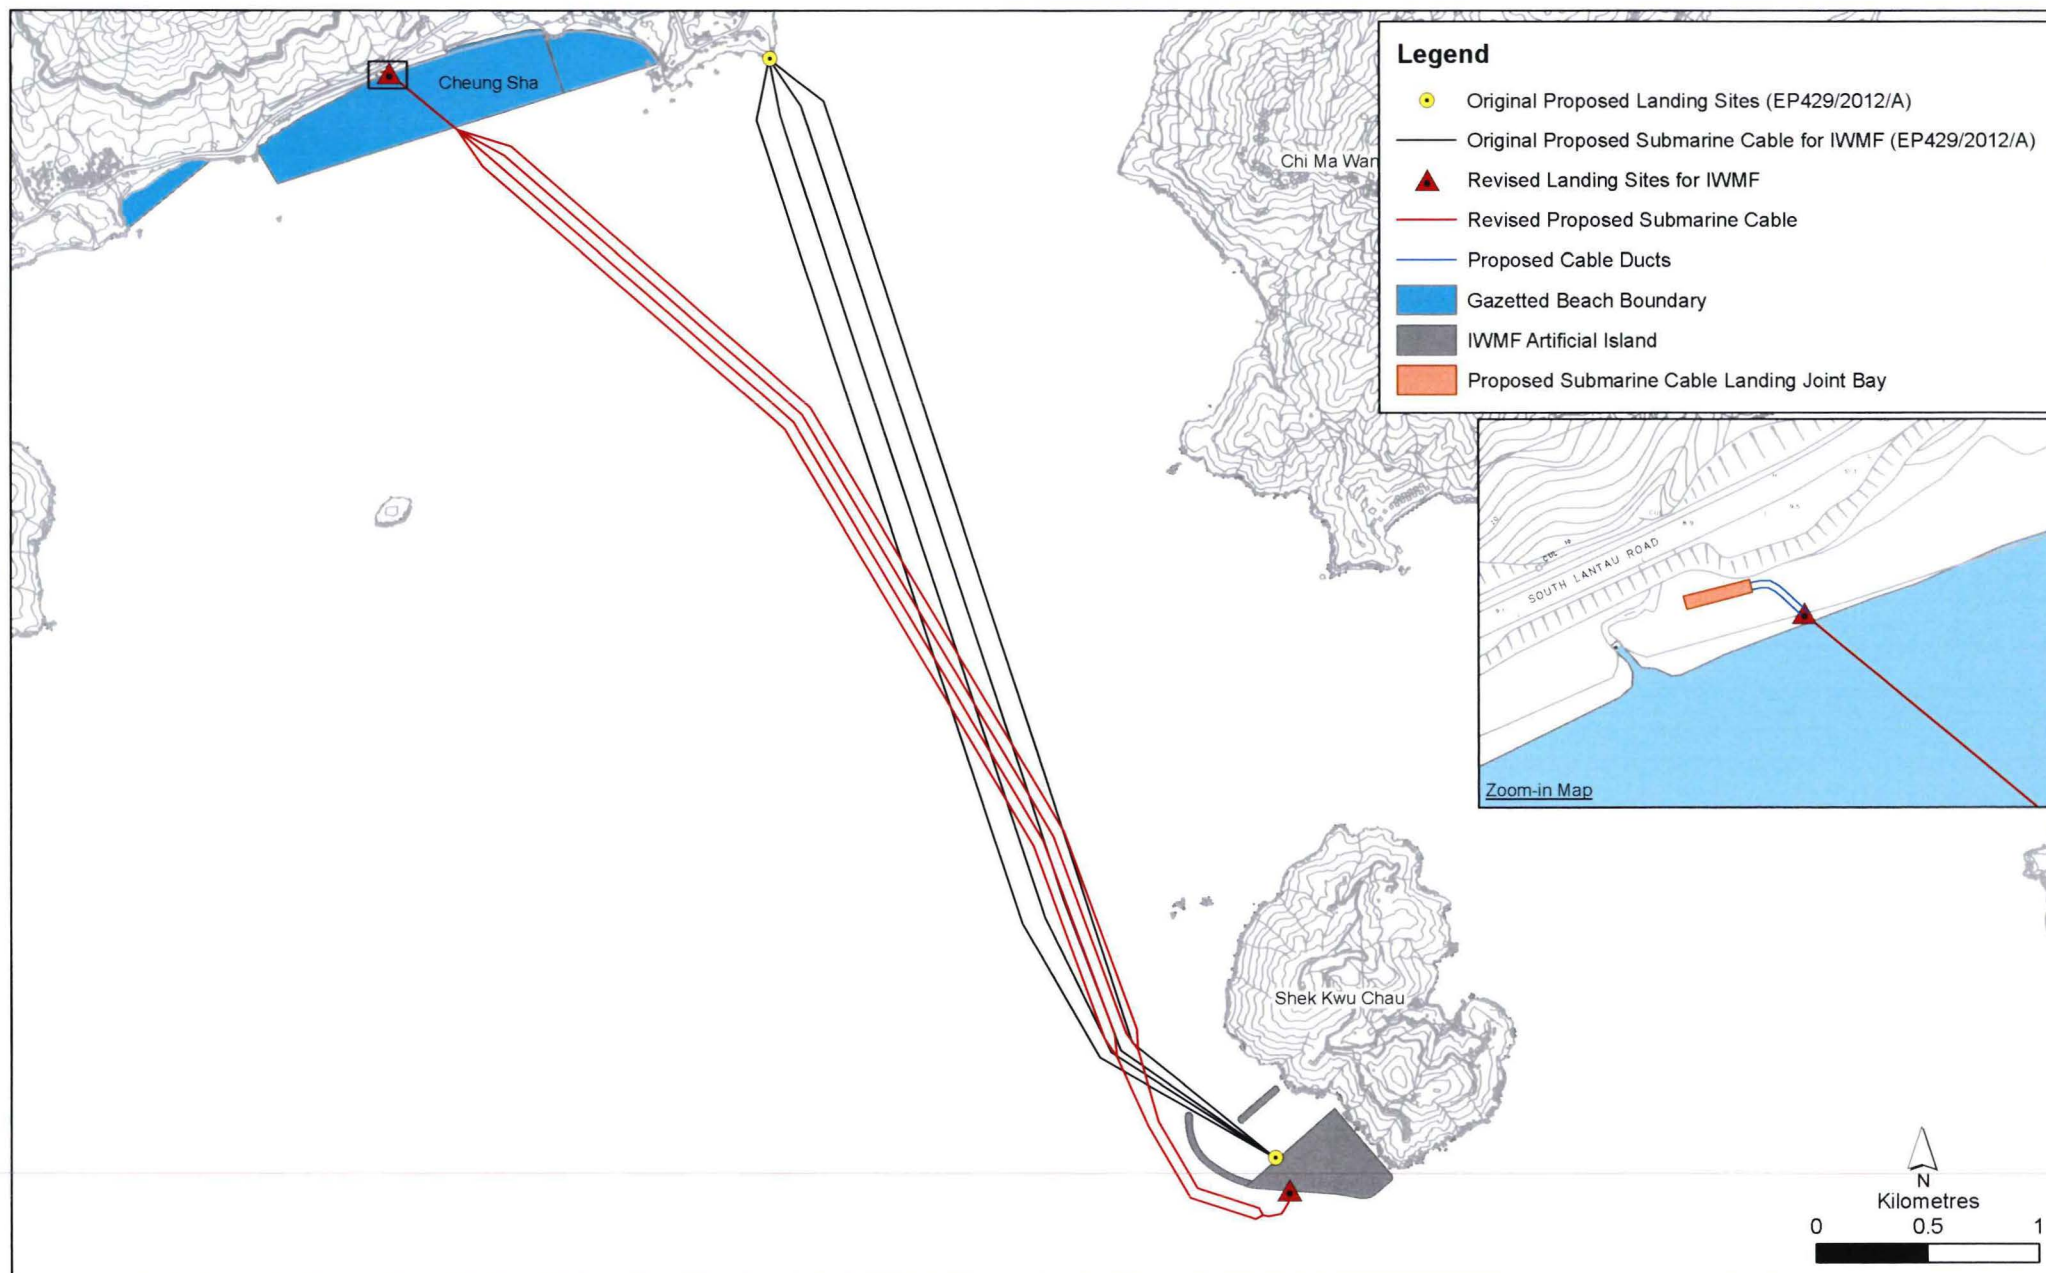 Cheung Sha
Chi Ma Wan
Legend
Original Proposed Landing Sites (EP429/2012/A)
Original Proposed Submarine Cable for IWMF (EP429/2012/A)
Revised Landing Sites for IWMF
Revised Proposed Submarine Cable
Proposed Cable Ducts
Gazetted Beach Boundary
IWMF Artificial Island
Proposed Submarine Cable Landing Joint Bay
SOUTH LANTAU ROAD
Zoom-in Map
Shek Kwu Chau
N
Kilometres
0 0.5 1